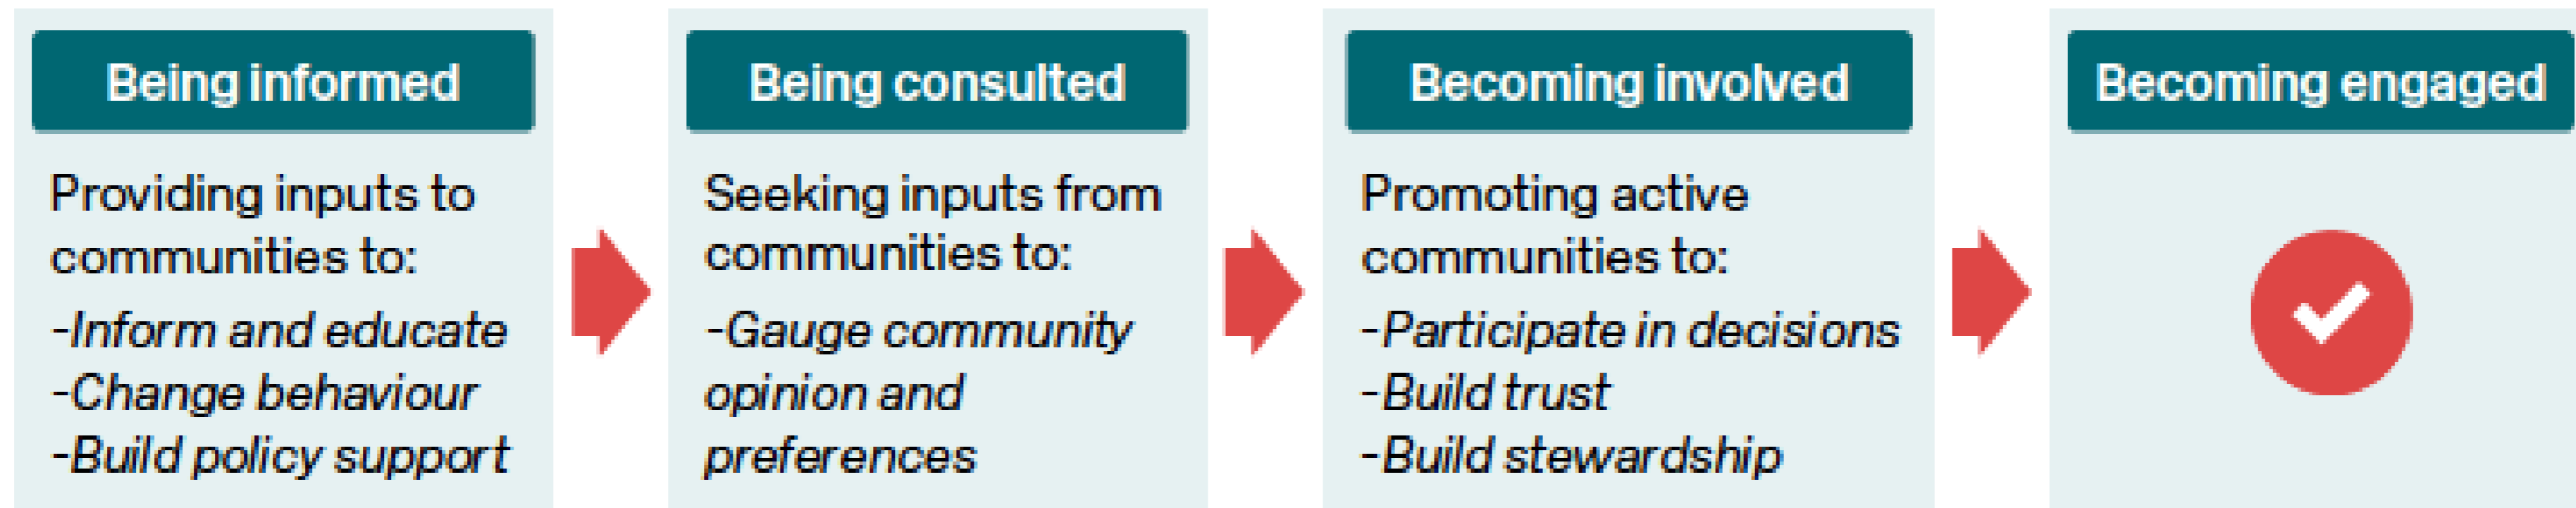 Being informed
Providing inputs to
communities to:
-Inform and educate
-Change behaviour
-Build policy support
Being consulted
Seeking inputs from
communities to:
-Gauge community
opinion and
preferences
Becoming involved
Promoting active
communities to:
-Participate in decisions
-Build trust
-Build stewardship
Becoming engaged